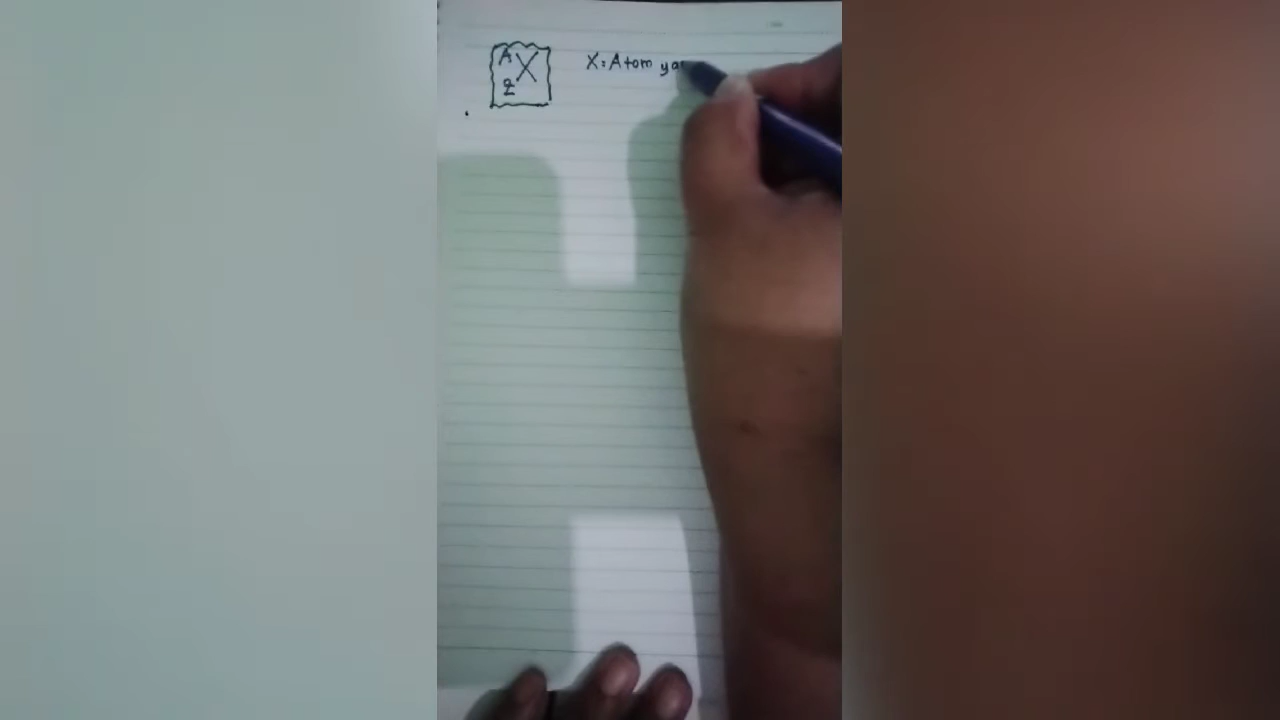 A X
Z
X = Atom